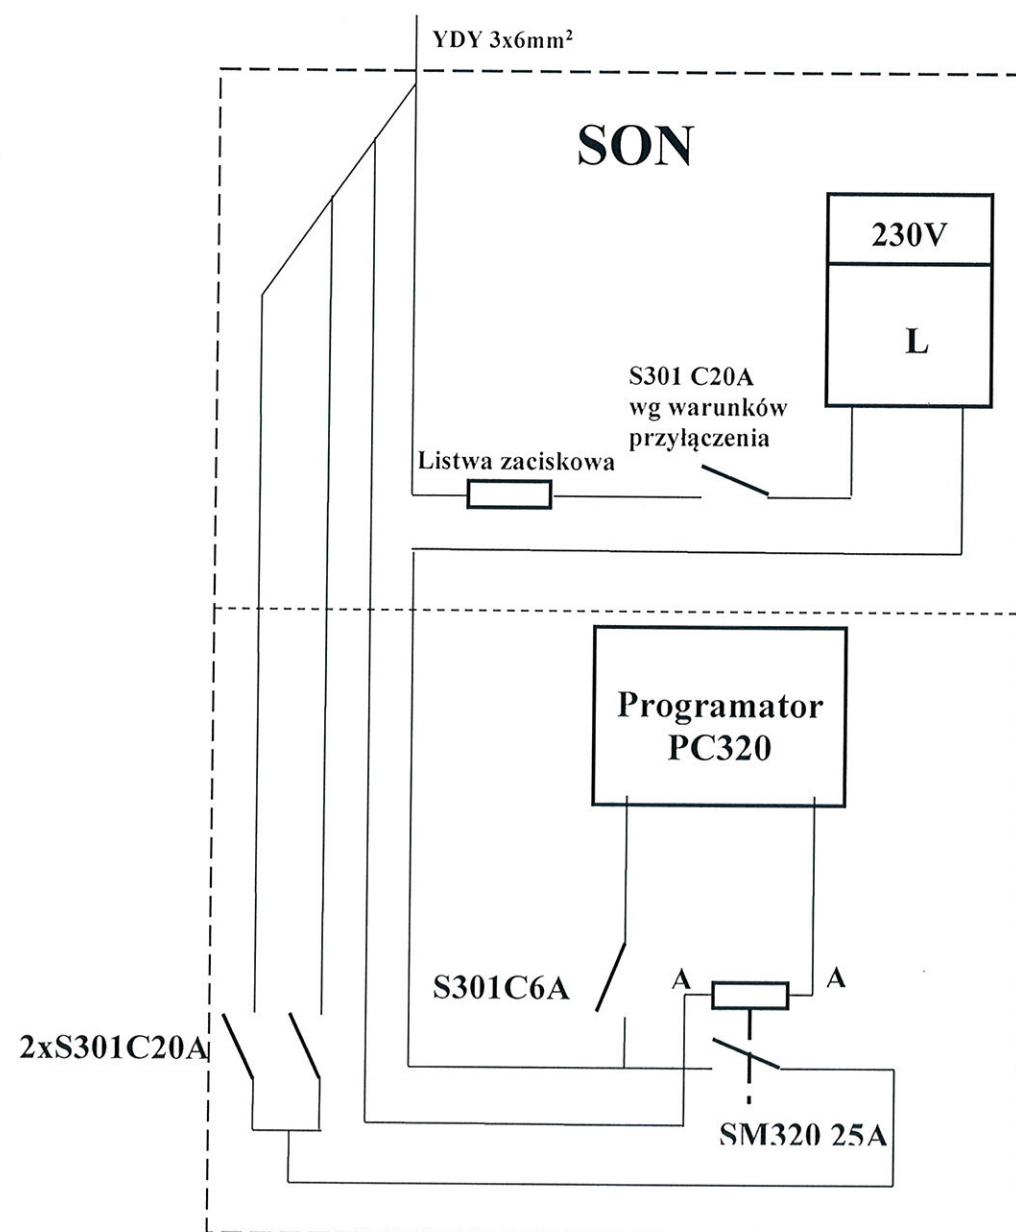 YDY 3x6mm²
SON
230V
L
S301 C20A
wg warunków
przyłączenia
Listwa zaciskowa
Programator
PC320
S301C6A
A
A
2xS301C20A
SM320 25A